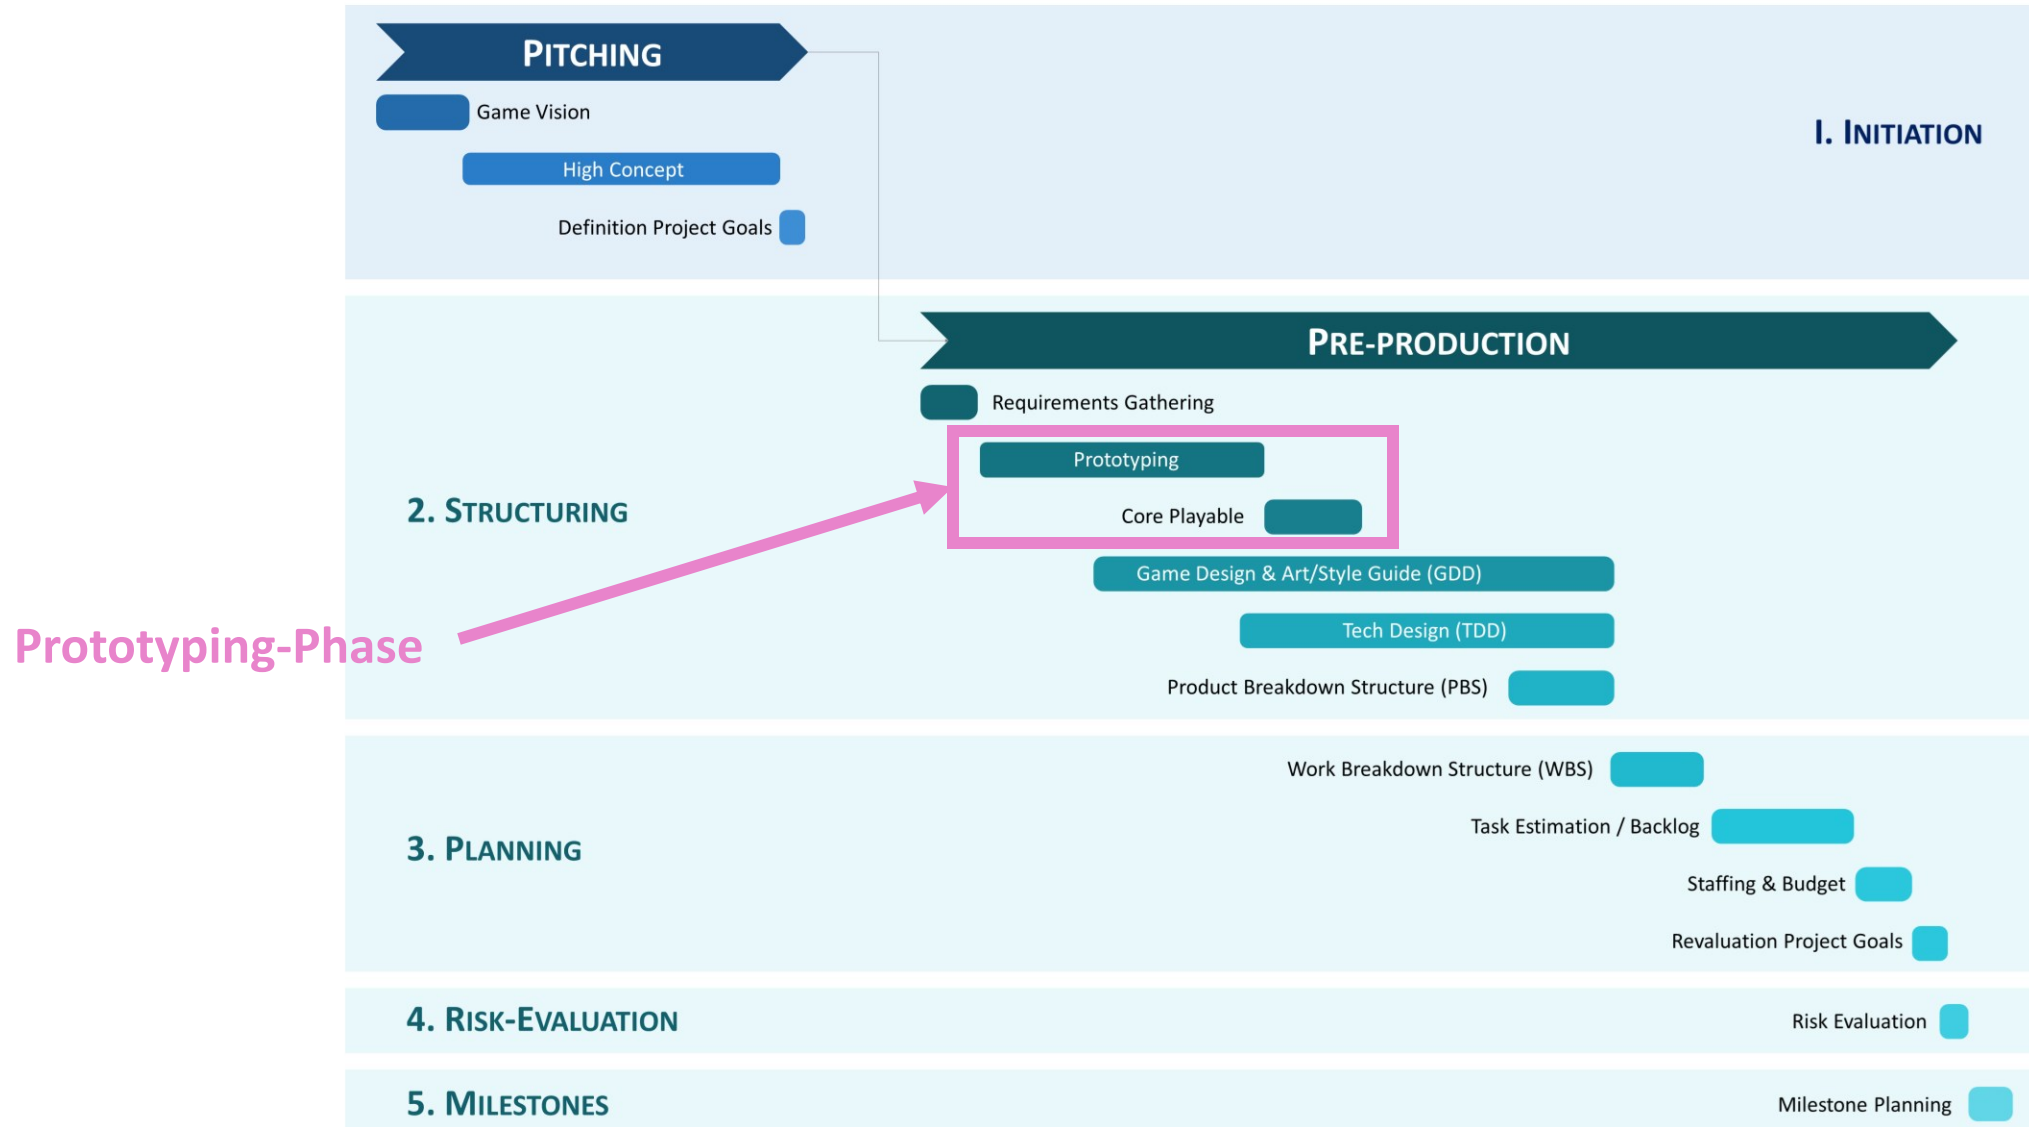 PITCHING
Game Vision
I. INITIATION
High Concept
Definition Project Goals
PRE-PRODUCTION
Requirements Gathering
Prototyping
2. STRUCTURING
Core Playable
Game Design & Art/Style Guide (GDD)
Tech Design (TDD)
Prototyping-Phase
Product Breakdown Structure (PBS)
Work Breakdown Structure (WBS)
Task Estimation / Backlog
3. PLANNING
Staffing & Budget
Revaluation Project Goals
4. RISK-EVALUATION
Risk Evaluation
5. MILESTONES
Milestone Planning